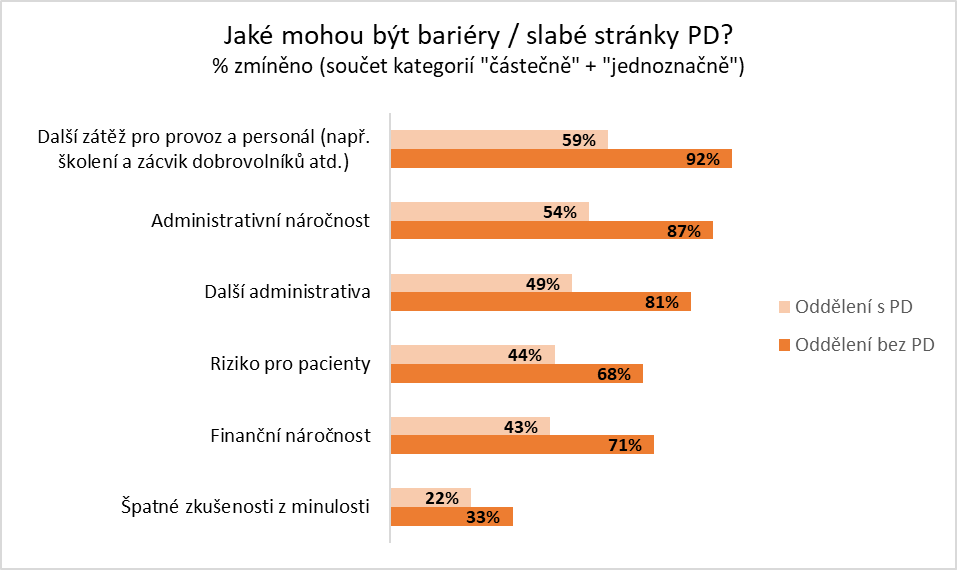 Jaké mohou být bariéry / slabé stránky PD?
% zmíněno (součet kategorií "částečně" + "jednoznačně")
Další zátěž pro provoz a personál (např.
školení a zácvik dobrovolníků atd.)
59%
92%
Administrativní náročnost
54%
87%
Další administrativa
49%
81%
Riziko pro pacienty
44%
68%
Finanční náročnost
43%
71%
Špatné zkušenosti z minulosti
22%
33%
Oddělení s PD
Oddělení bez PD